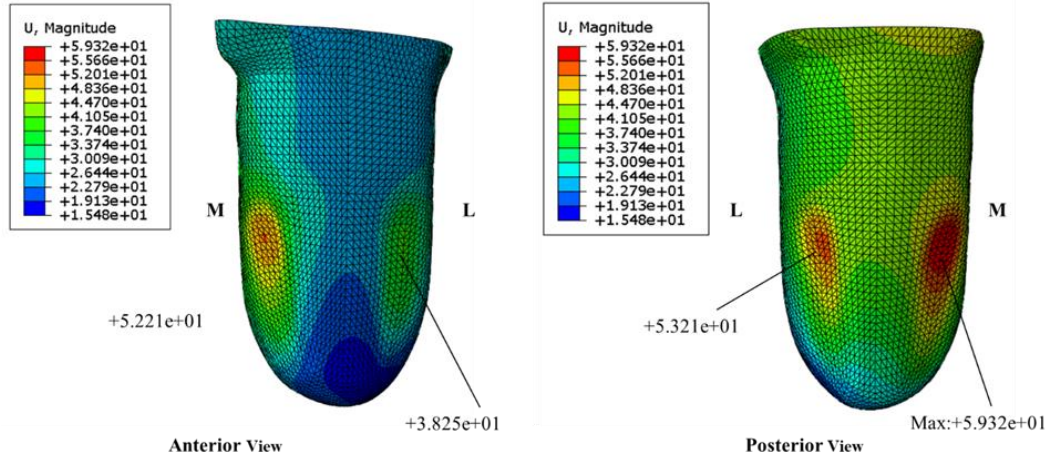 U, Magnitude
+5.932e+01
+5.566e+01
+5.201e+01
+4.836e+01
+4.470e+01
+4.105e+01
+3.740e+01
+3.374e+01
+3.009e+01
+2.644e+01
+2.279e+01
+1.913e+01
+1.548e+01
M
L
+5.221e+01
+3.825e+01
Anterior View
U, Magnitude
+5.932e+01
+5.566e+01
+5.201e+01
+4.836e+01
+4.470e+01
+4.105e+01
+3.740e+01
+3.374e+01
+3.009e+01
+2.644e+01
+2.279e+01
+1.913e+01
+1.548e+01
L
M
+5.321e+01
Max:+5.932e+01
Posterior View